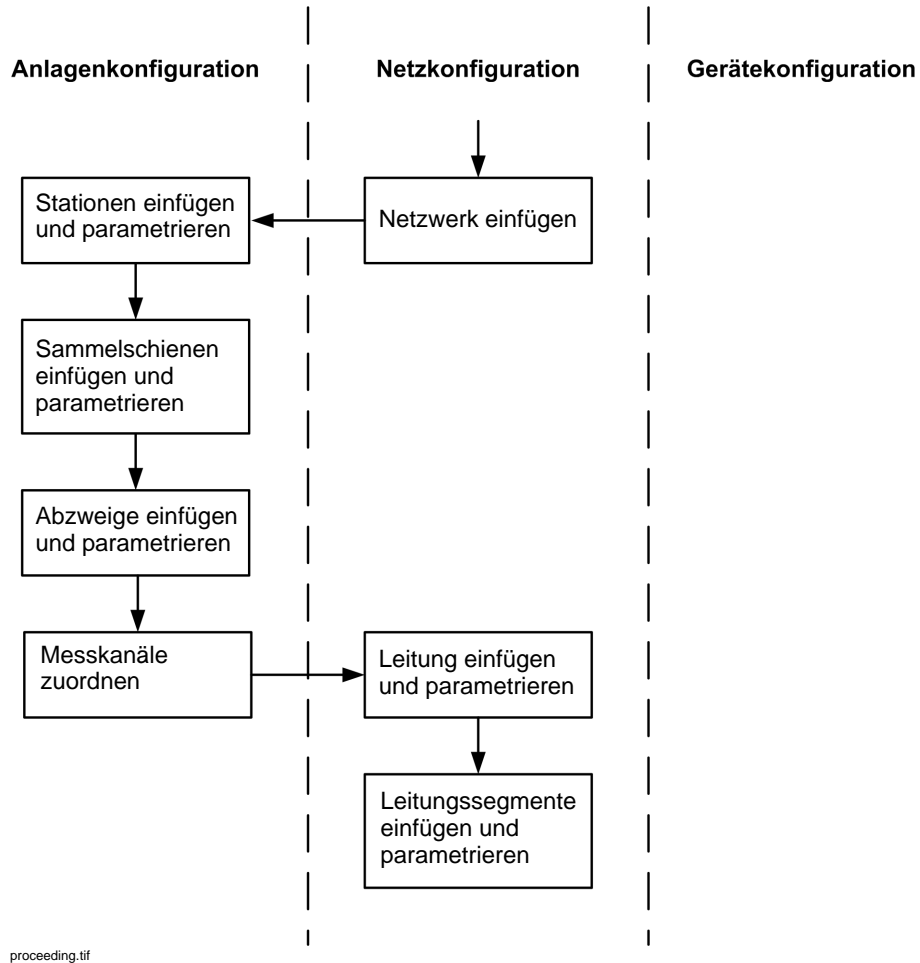 Anlagenkonfiguration
Netzkonfiguration
Gerätekonfiguration
Stationen einfügen
und parametrieren
Netzwerk einfügen
Sammelschienen
einfügen und
parametrieren
Abzweige einfügen
und parametrieren
Messkanäle
zuordnen
Leitung einfügen
und parametrieren
Leitungssegmente
einfügen und
parametrieren
proceeding.tif